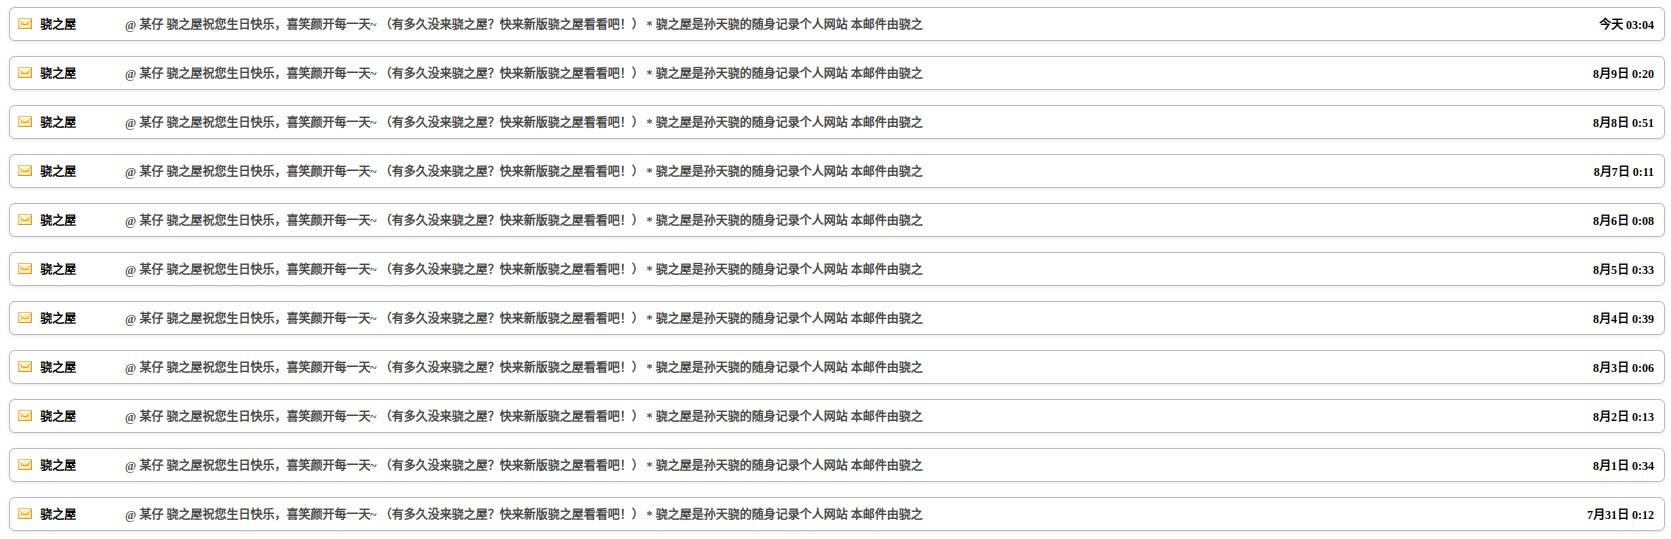 骁之屋 @ 某仔 骁之屋祝您生日快乐，喜笑颜开每一天~ （有多久没来骁之屋？快来新版骁之屋看看吧！） * 骁之屋是孙天骁的随身记录个人网站 本邮件由骁之 今天 03:04
骁之屋 @ 某仔 骁之屋祝您生日快乐，喜笑颜开每一天~ （有多久没来骁之屋？快来新版骁之屋看看吧！） * 骁之屋是孙天骁的随身记录个人网站 本邮件由骁之 8月9日 0:20
骁之屋 @ 某仔 骁之屋祝您生日快乐，喜笑颜开每一天~ （有多久没来骁之屋？快来新版骁之屋看看吧！） * 骁之屋是孙天骁的随身记录个人网站 本邮件由骁之 8月8日 0:51
骁之屋 @ 某仔 骁之屋祝您生日快乐，喜笑颜开每一天~ （有多久没来骁之屋？快来新版骁之屋看看吧！） * 骁之屋是孙天骁的随身记录个人网站 本邮件由骁之 8月7日 0:11
骁之屋 @ 某仔 骁之屋祝您生日快乐，喜笑颜开每一天~ （有多久没来骁之屋？快来新版骁之屋看看吧！） * 骁之屋是孙天骁的随身记录个人网站 本邮件由骁之 8月6日 0:08
骁之屋 @ 某仔 骁之屋祝您生日快乐，喜笑颜开每一天~ （有多久没来骁之屋？快来新版骁之屋看看吧！） * 骁之屋是孙天骁的随身记录个人网站 本邮件由骁之 8月5日 0:33
骁之屋 @ 某仔 骁之屋祝您生日快乐，喜笑颜开每一天~ （有多久没来骁之屋？快来新版骁之屋看看吧！） * 骁之屋是孙天骁的随身记录个人网站 本邮件由骁之 8月4日 0:39
骁之屋 @ 某仔 骁之屋祝您生日快乐，喜笑颜开每一天~ （有多久没来骁之屋？快来新版骁之屋看看吧！） * 骁之屋是孙天骁的随身记录个人网站 本邮件由骁之 8月3日 0:06
骁之屋 @ 某仔 骁之屋祝您生日快乐，喜笑颜开每一天~ （有多久没来骁之屋？快来新版骁之屋看看吧！） * 骁之屋是孙天骁的随身记录个人网站 本邮件由骁之 8月2日 0:13
骁之屋 @ 某仔 骁之屋祝您生日快乐，喜笑颜开每一天~ （有多久没来骁之屋？快来新版骁之屋看看吧！） * 骁之屋是孙天骁的随身记录个人网站 本邮件由骁之 8月1日 0:34
骁之屋 @ 某仔 骁之屋祝您生日快乐，喜笑颜开每一天~ （有多久没来骁之屋？快来新版骁之屋看看吧！） * 骁之屋是孙天骁的随身记录个人网站 本邮件由骁之 7月31日 0:12